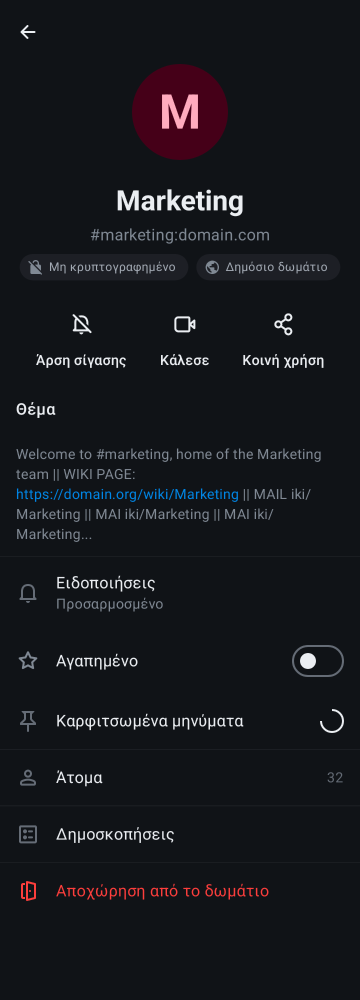 M
Marketing
#marketing:domain.com
Μη κρυπτογραφημένο Δημόσιο δωμάτιο
Άρση σίγασης Κάλεσε Κοινή χρήση
Θέμα
Welcome to #marketing, home of the Marketing
team || WIKI PAGE:
https://domain.org/wiki/Marketing || MAIL iki/
Marketing || MAI iki/Marketing || MAI iki/
Marketing...
Ειδοποιήσεις
Προσαρμοσμένο
Αγαπημένο
Καρφιτσωμένα μηνύματα
Άτομα 32
Δημοσκοπήσεις
Αποχώρηση από το δωμάτιο